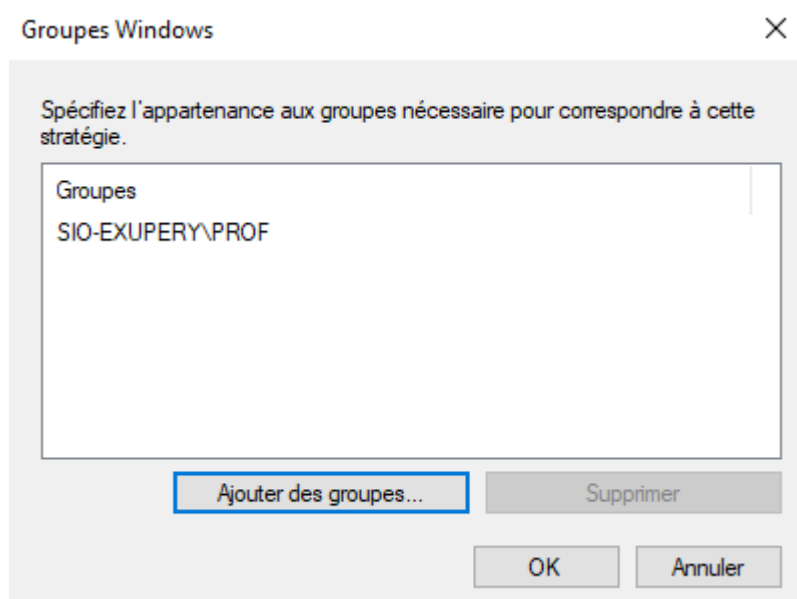 Groupes Windows
Spécifiez l'appartenance aux groupes nécessaire pour correspondre à cette
stratégie.
Groupes
SIO-EXUPERY\PROF
Ajouter des groupes...
Supprimer
OK
Annuler